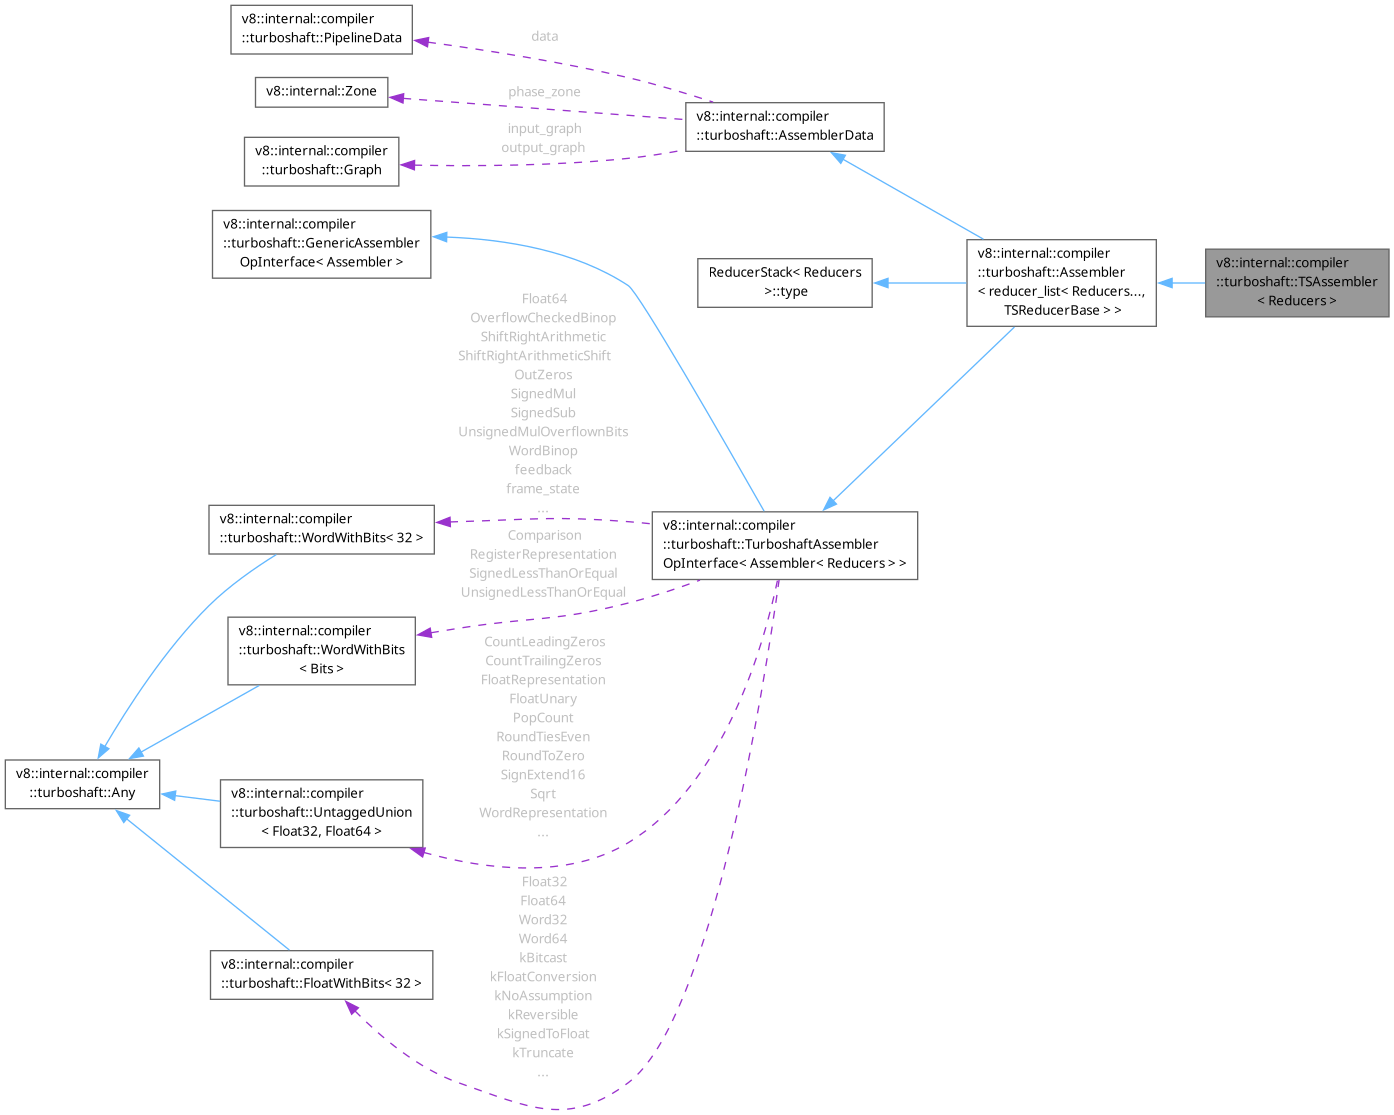 v8::internal::compiler
::turboshaft::PipelineData
data
v8::internal::Zone
phase_zone
v8::internal::compiler
::turboshaft::AssemblerData
input_graph
output_graph
v8::internal::compiler
::turboshaft::Graph
v8::internal::compiler
::turboshaft::GenericAssembler
OpInterface< Assembler >
ReducerStack< Reducers
>::type
v8::internal::compiler
::turboshaft::Assembler
< reducer_list< Reducers...,
TSReducerBase > >
v8::internal::compiler
::turboshaft::TSAssembler
< Reducers >
Float64
OverflowCheckedBinop
ShiftRightArithmetic
ShiftRightArithmeticShift
OutZeros
SignedMul
SignedSub
UnsignedMulOverflownBits
WordBinop
feedback
frame_state
...
v8::internal::compiler
::turboshaft::WordWithBits< 32 >
v8::internal::compiler
::turboshaft::TurboshaftAssembler
OpInterface< Assembler< Reducers > >
Comparison
RegisterRepresentation
SignedLessThanOrEqual
UnsignedLessThanOrEqual
v8::internal::compiler
::turboshaft::WordWithBits
< Bits >
CountLeadingZeros
CountTrailingZeros
FloatRepresentation
FloatUnary
PopCount
RoundTiesEven
RoundToZero
SignExtend16
Sqrt
WordRepresentation
...
v8::internal::compiler
::turboshaft::Any
v8::internal::compiler
::turboshaft::UntaggedUnion
< Float32, Float64 >
Float32
Float64
Word32
Word64
kBitcast
kFloatConversion
kNoAssumption
kReversible
kSignedToFloat
kTruncate
...
v8::internal::compiler
::turboshaft::FloatWithBits< 32 >